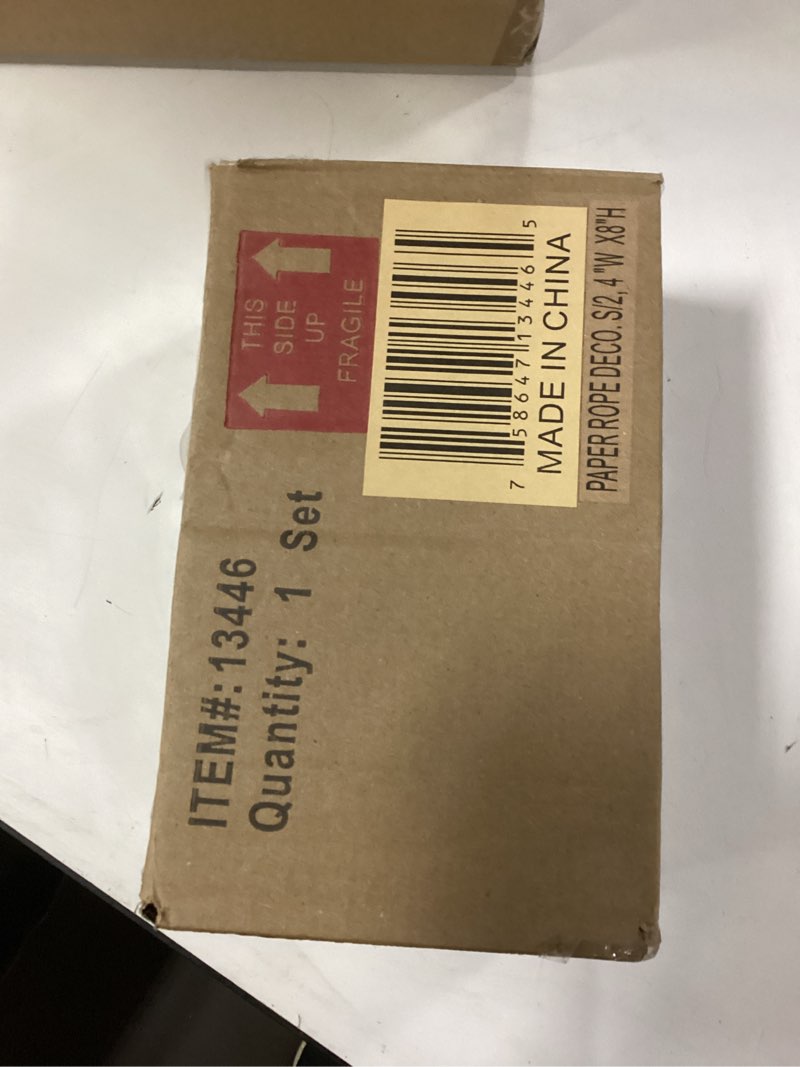 THIS
SIDE
UP
FRAGILE
7 58647 13446 5
MADE IN CHINA
PAPER ROPE DECO, S/2, 4 "W X8"H
ITEM#: 13446
Quantity: 1 Set